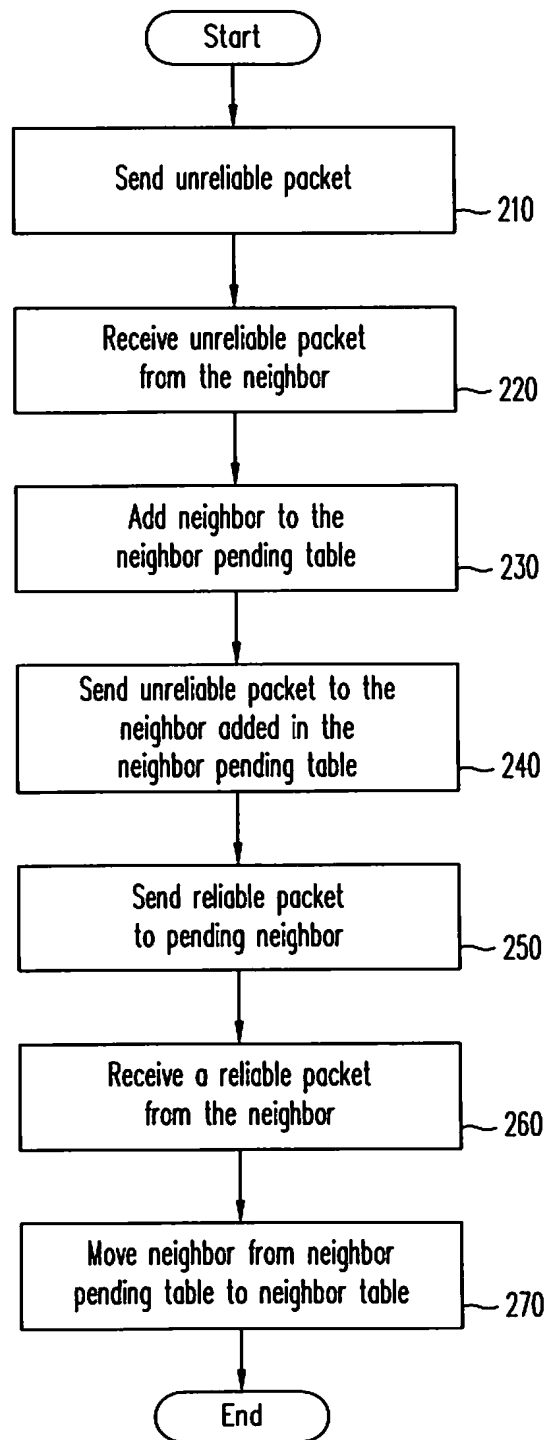 Start
Send unreliable packet
210
Receive unreliable packet
from the neighbor
220
Add neighbor to the
neighbor pending table
230
Send unreliable packet to the
neighbor added in the
neighbor pending table
240
Send reliable packet
to pending neighbor
250
Receive a reliable packet
from the neighbor
260
Move neighbor from neighbor
pending table to neighbor table
270
End